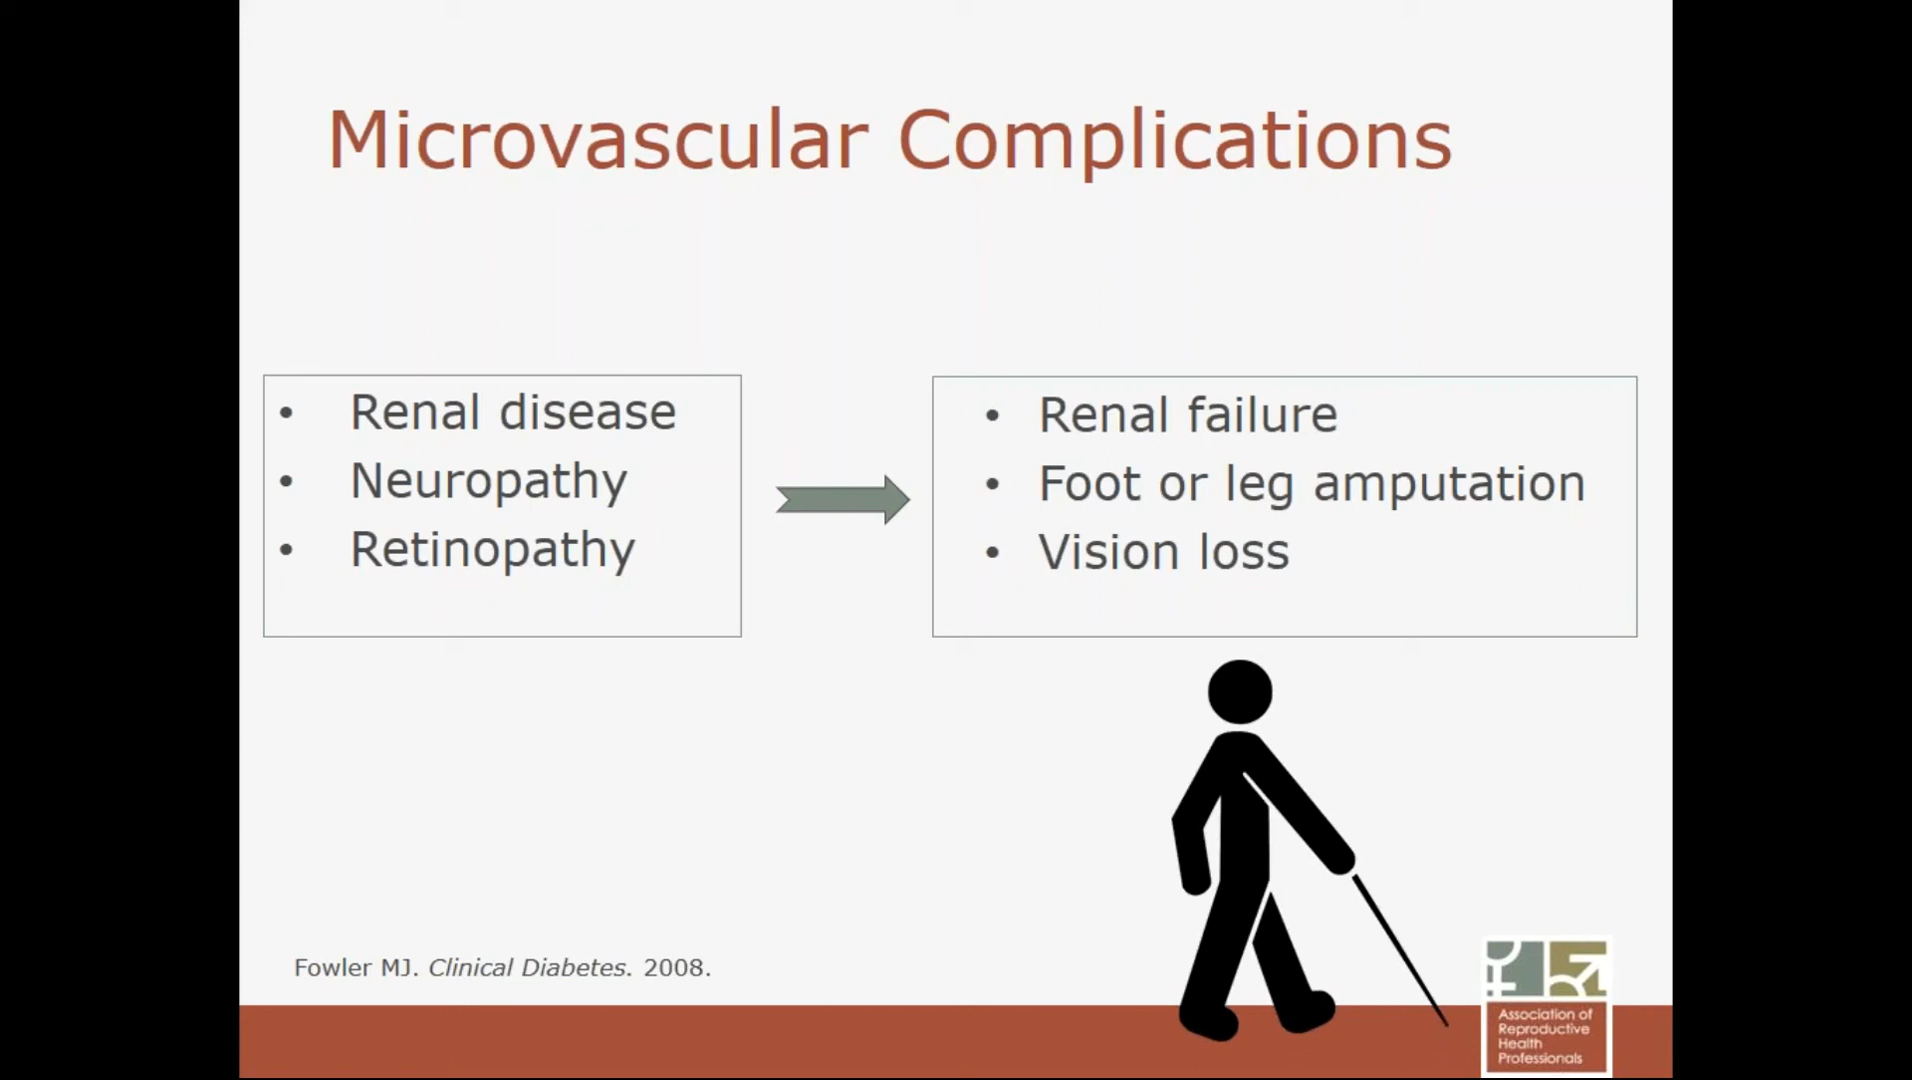 Microvascular Complications
• Renal disease
• Neuropathy
• Retinopathy
• Renal failure
• Foot or leg amputation
• Vision loss
Fowler MJ. Clinical Diabetes. 2008.
Association of
Reproductive
Health
Professionals